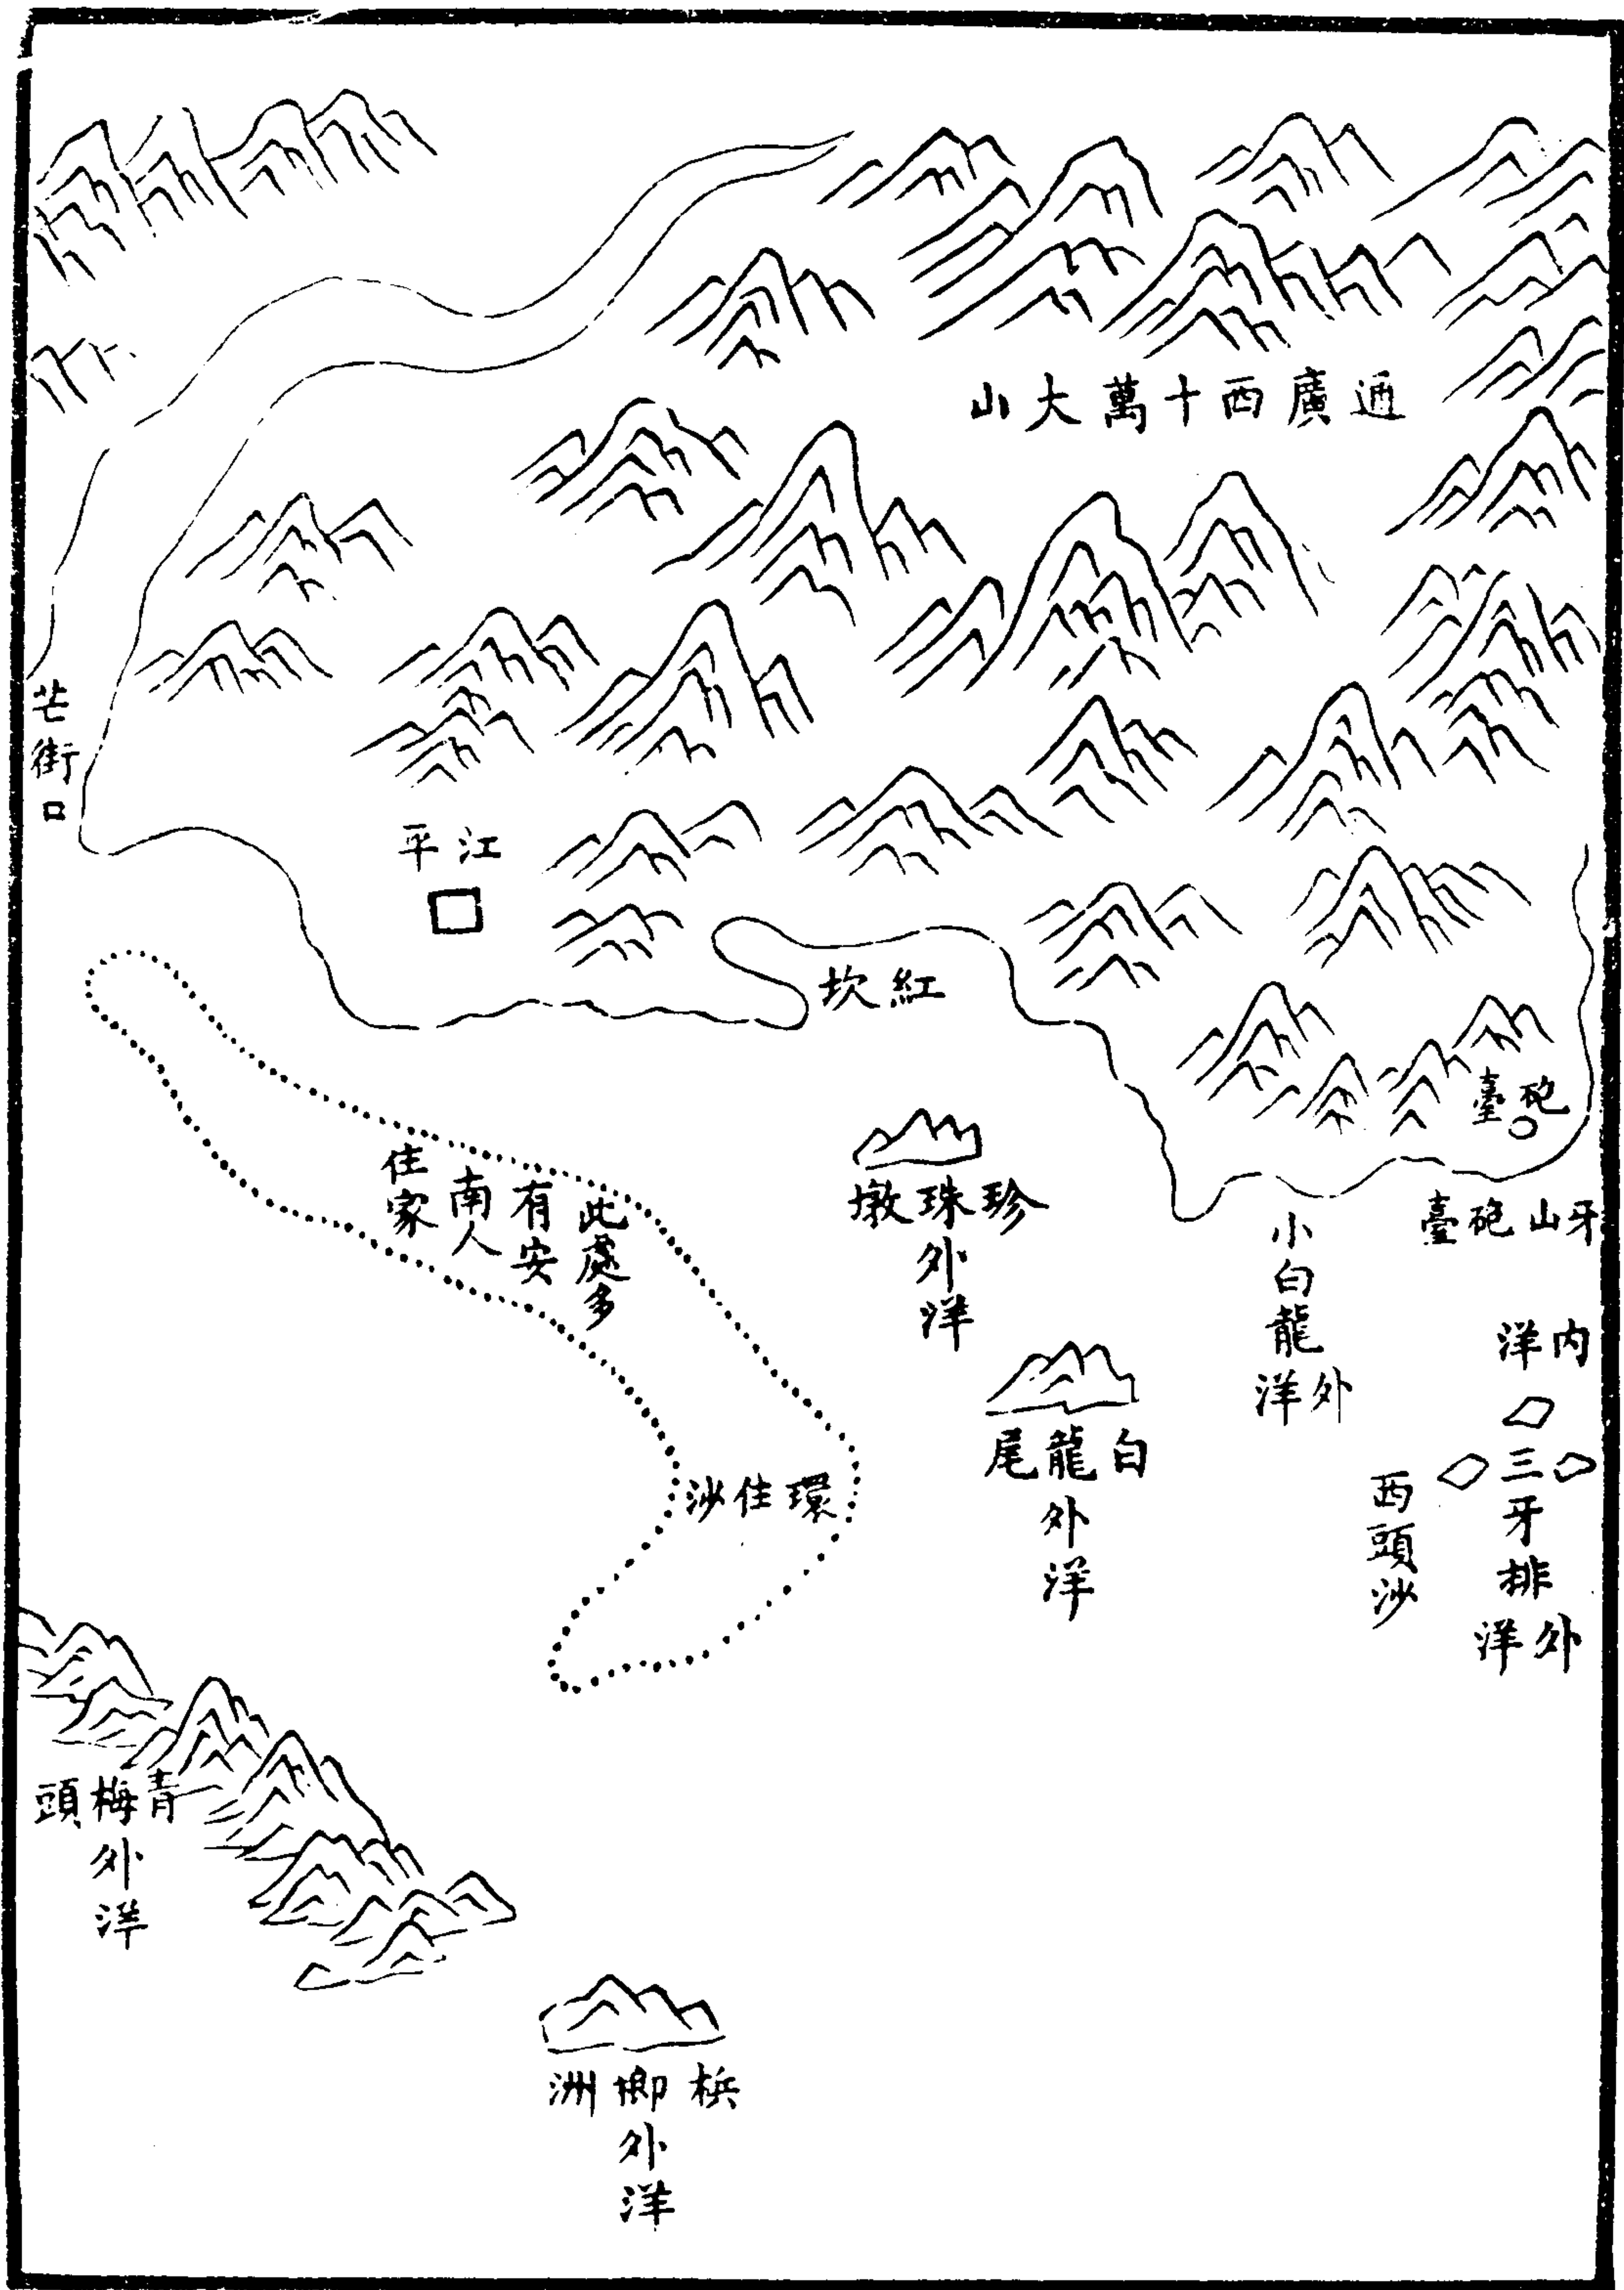 通廣西十萬大山
芒街口
江平
紅坎
砲臺
牙山砲臺
珍珠墩
外洋
小白龍
外洋
內洋
三牙排
外洋
西頭沙
白龍尾
外洋
此處多
有安
南人
住家
環住沙
青梅頭
外洋
梹榔洲
外洋